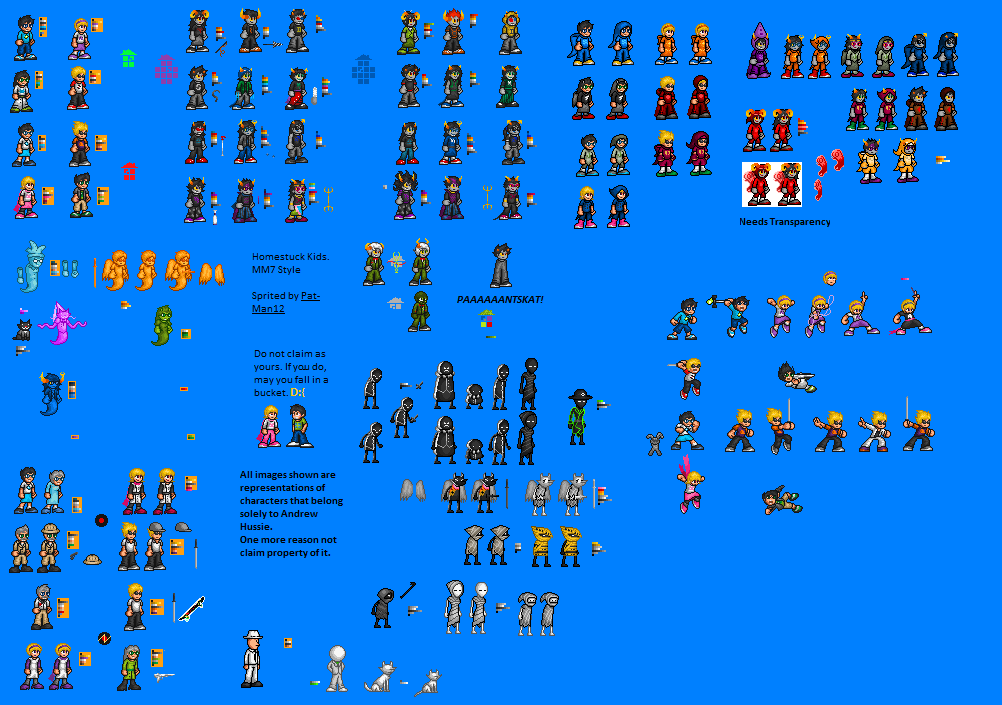 Needs Transparency
Homestuck Kids.
MM7 Style
Sprited by Pat-
Man12
PAAAAAANTSKAT!
Do not claim as
yours. If you do,
may you fall in a
bucket. D:{
All images shown are
representations of
characters that belong
solely to Andrew
Hussie.
One more reason not
claim property of it.